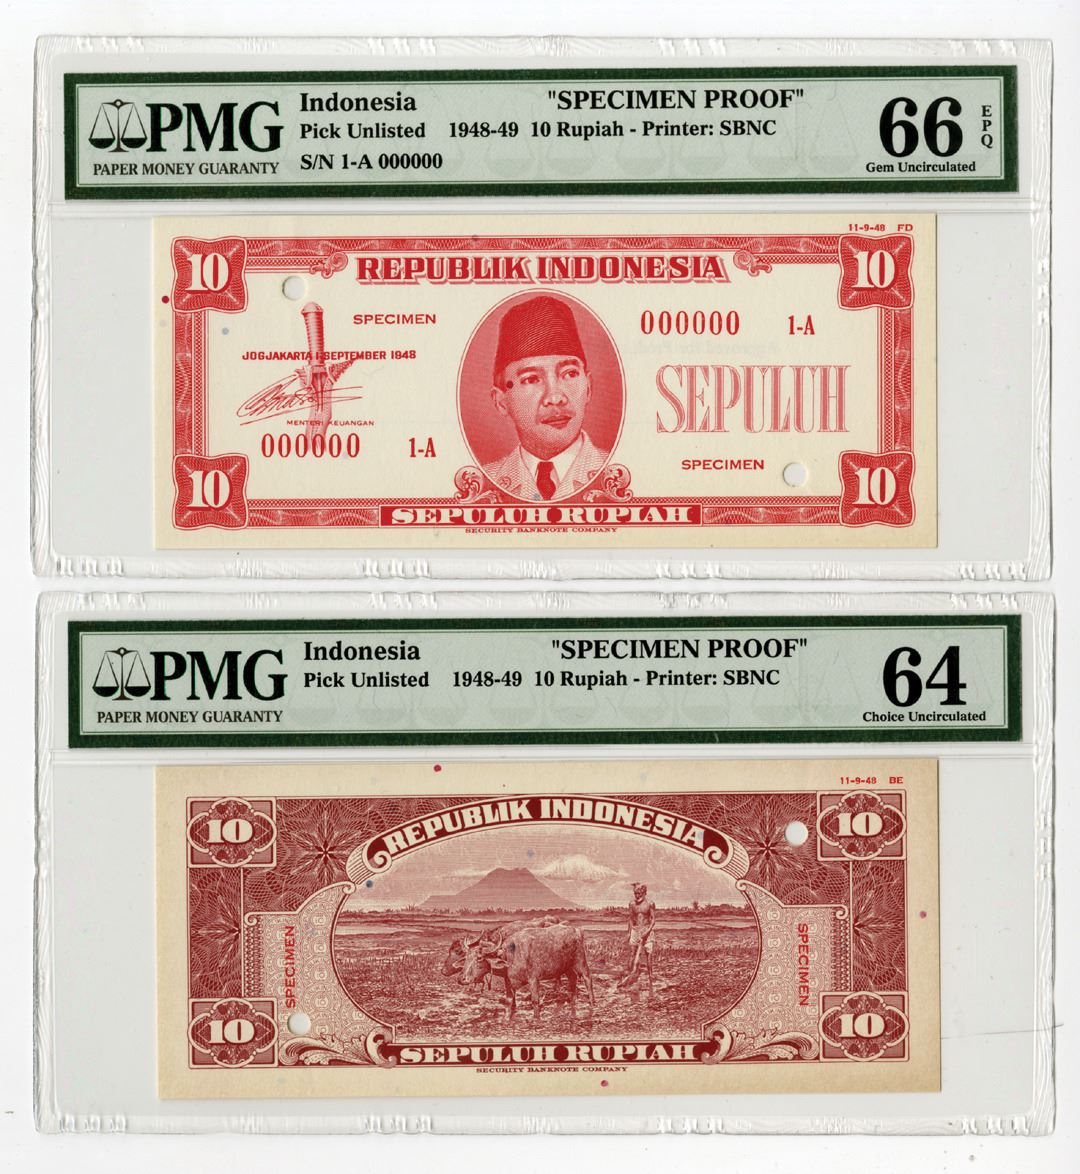 PMG
PAPER MONEY GUARANTY
Indonesia "SPECIMEN PROOF"
Pick Unlisted 1948-49 10 Rupiah - Printer: SBNC
S/N 1-A 000000
66 EPQ
Gem Uncirculated
11-9-48 FD
10 REPUBLIK INDONESIA 10
SPECIMEN
000000 1-A
JOGJAKARTA 1 SEPTEMBER 1948
SEPULUH
MENTERI KEUANGAN
000000 1-A
SPECIMEN
10 SEPULUH RUPIAH 10
SECURITY BANKNOTE COMPANY
PMG
PAPER MONEY GUARANTY
Indonesia "SPECIMEN PROOF"
Pick Unlisted 1948-49 10 Rupiah - Printer: SBNC
64
Choice Uncirculated
11-9-48 BE
10 REPUBLIK INDONESIA 10
SPECIMEN
SPECIMEN
10 SEPULUH RUPIAH 10
SECURITY BANKNOTE COMPANY